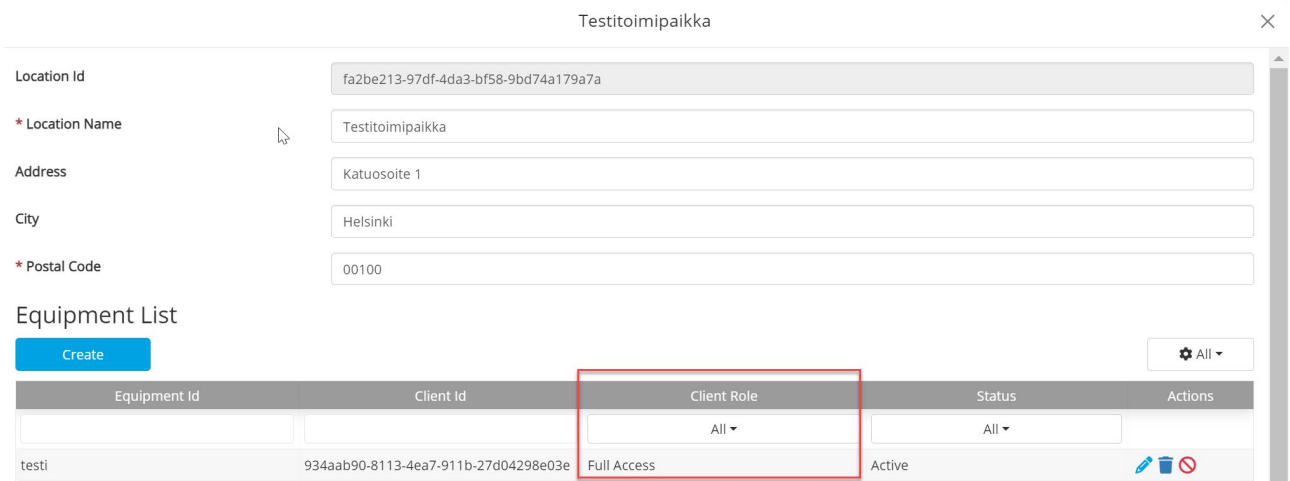 Testitoimipaikka
Location Id fa2be213-97df-4da3-bf58-9bd74a179a7a
* Location Name Testitoimipaikka
Address Katuosoite 1
City Helsinki
* Postal Code 00100
Equipment List
Create All
Equipment Id Client Id Client Role Status Actions
All All
testi 934aab90-8113-4ea7-911b-27d04298e03e Full Access Active